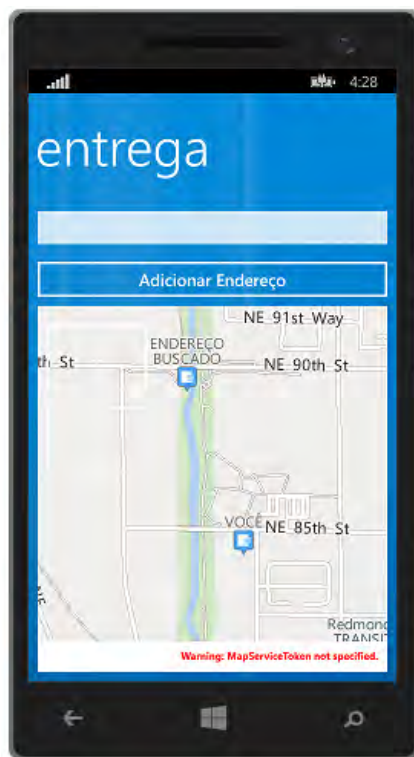 4:28
entrega
Adicionar Endereço
NE 91st Way
ENDEREÇO
BUSCADO
th St
NE 90th St
VOCÊ
NE 85th St
NE
Redmond
TRANSIT
Warning: MapServiceToken not specified.